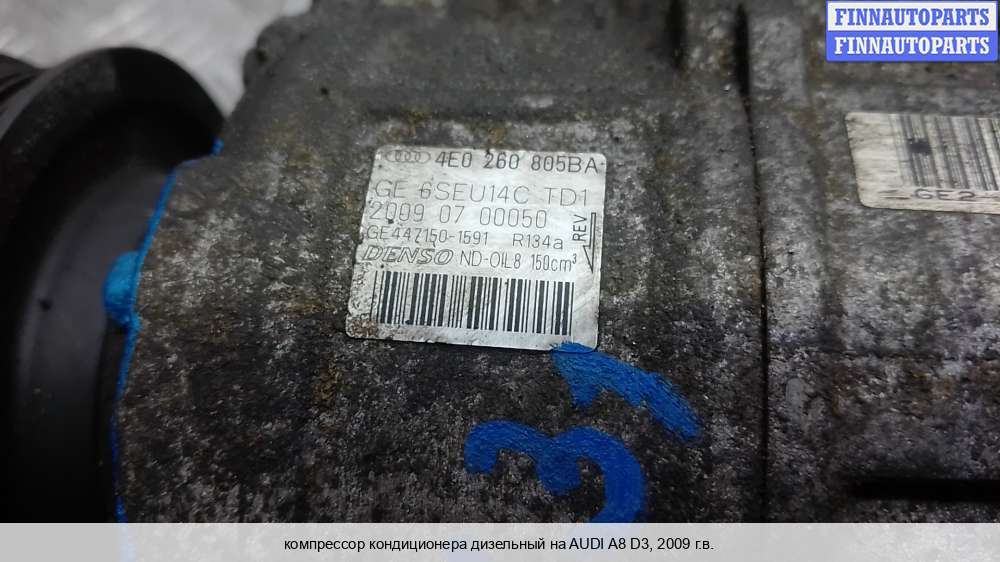 FINNAUTOPARTS
FINNAUTOPARTS
4E0 260 805BA
GE 6SEU14C TD1
2009 07 00050
GE447150-1591 R134a
REV
DENSO ND-OIL8 150cm³
GE2
3
компрессор кондиционера дизельный на AUDI A8 D3, 2009 г.в.